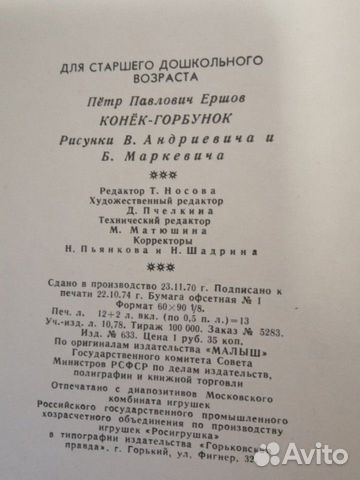 ДЛЯ СТАРШЕГО ДОШКОЛЬНОГО
ВОЗРАСТА
Пётр Павлович Ершов
КОНЁК-ГОРБУНОК
Рисунки В. Андриевича и
Б. Маркевича
Редактор Т. Носова
Художественный редактор
Д. Пчелкина
Технический редактор
М. Матюшина
Корректоры
Н. Пьянкова и Н. Шадрина
Сдано в производство 23.11.70 г. Подписано к
печати 22.10.74 г. Бумага офсетная № 1
Формат 60×90 1/8.
Печ. л. 12+2 л. вкл. (по 0,5 п. л.)=13
Уч.-изд. л. 10,78. Тираж 100 000. Заказ № 5283.
Изд. № 633. Цена 1 руб. 35 коп.
По оригиналам издательства «МАЛЫШ»
Государственного комитета Совета
Министров РСФСР по делам издательств,
полиграфии и книжной торговли
Отпечатано с диапозитивов Московского
комбината игрушек
Российского государственного промышленного
хозрасчетного объединения по производству
игрушек «Росигрушка»
в типографии издательства «Горьковская
правда», г. Горький, ул. Фигнер, 32
Avito